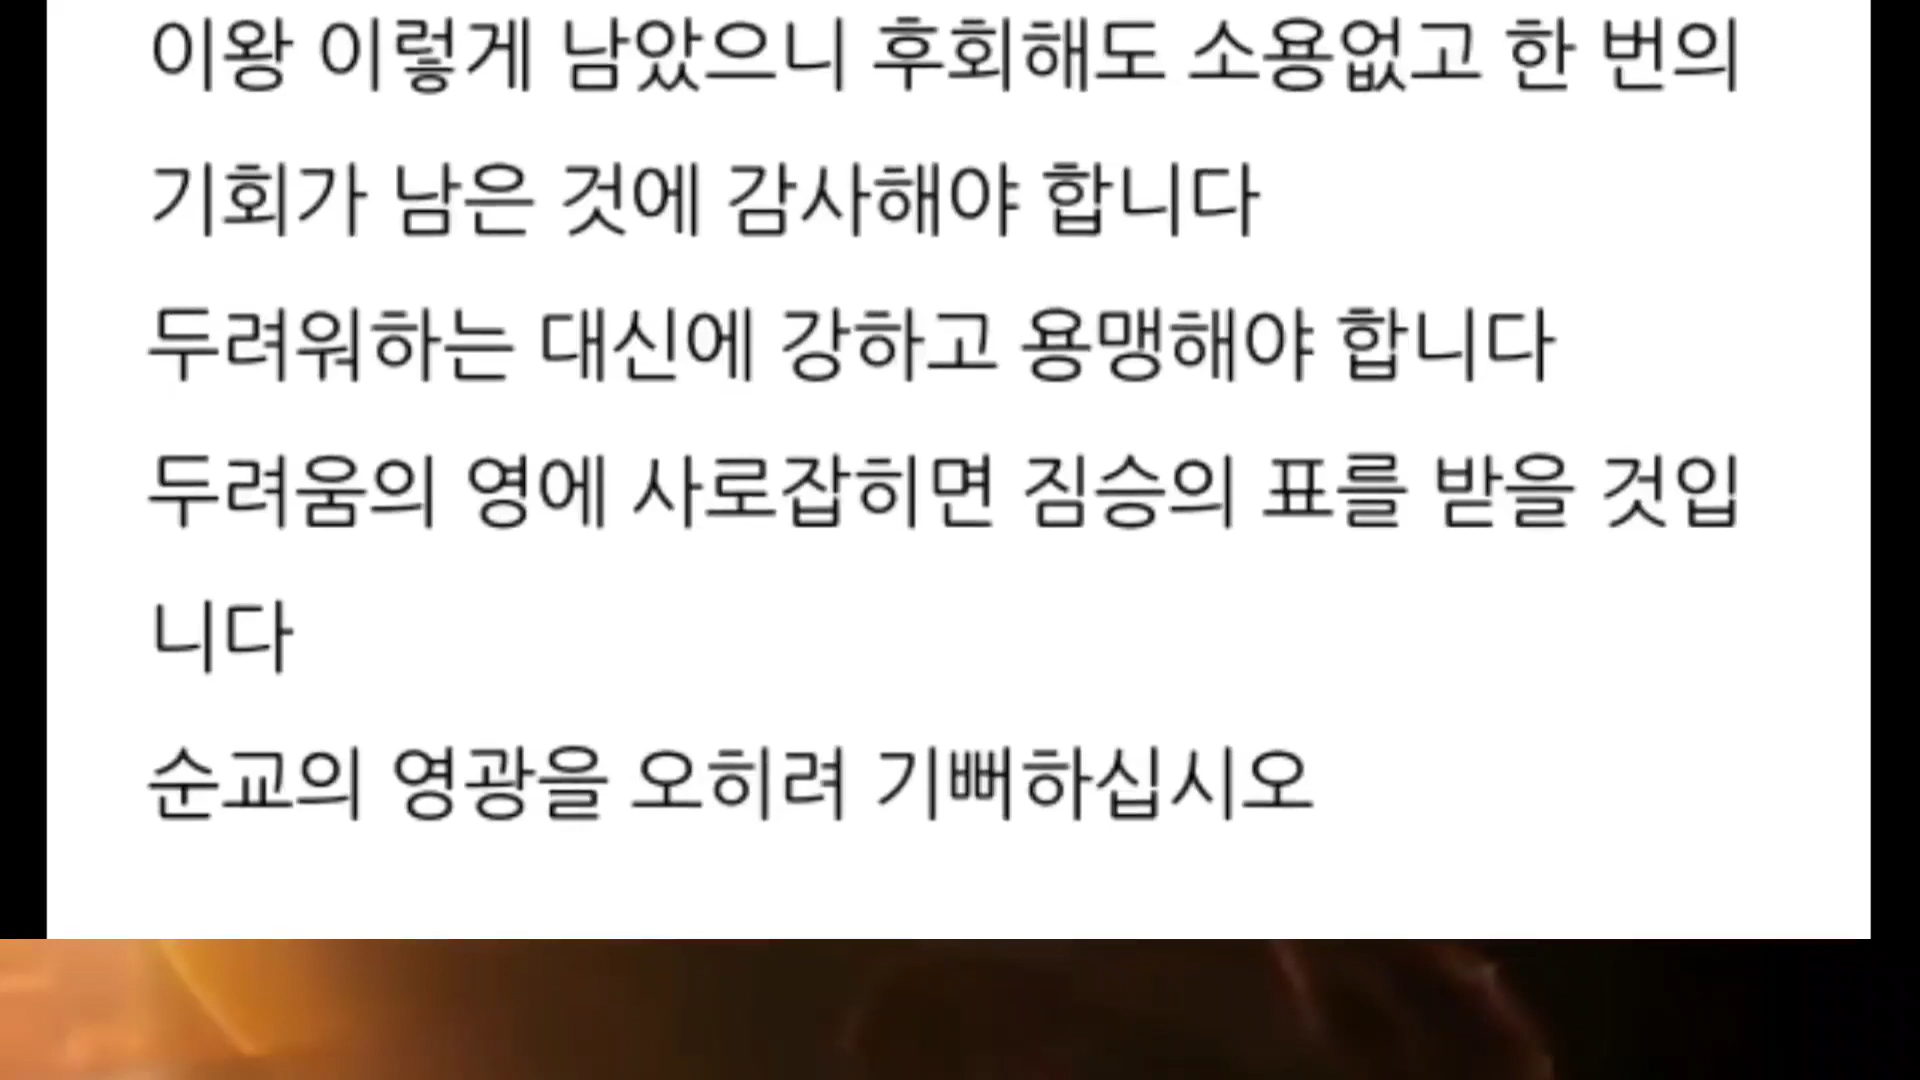 이왕 이렇게 남았으니 후회해도 소용없고 한 번의
기회가 남은 것에 감사해야 합니다
두려워하는 대신에 강하고 용맹해야 합니다
두려움의 영에 사로잡히면 짐승의 표를 받을 것입
니다
순교의 영광을 오히려 기뻐하십시오